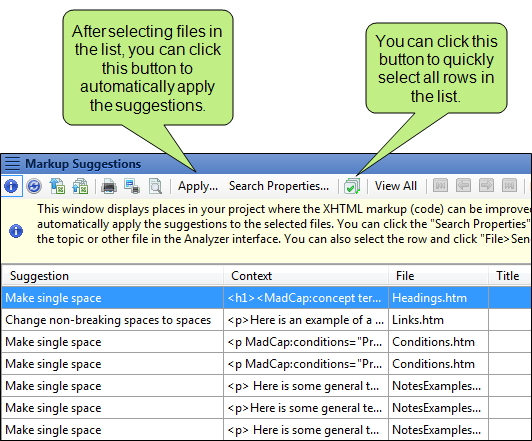 After selecting files in
the list, you can click
this button to
automatically apply
the suggestions.
You can click this
button to quickly
select all rows in
the list.
Markup Suggestions
Apply... Search Properties... View All
This window displays places in your project where the XHTML markup (code) can be improve
automatically apply the suggestions to the selected files. You can click the "Search Properties"
the topic or other file in the Analyzer interface. You can also select the row and click "File>Sen
Suggestion Context File Title
Make single space <h1><MadCap:concept ter... Headings.htm
Change non-breaking spaces to spaces <p>Here is an example of a ... Links.htm
Make single space <p MadCap:conditions="Pr... Conditions.htm
Make single space <p MadCap:conditions="Pr... Conditions.htm
Make single space <p> Here is some general t... NotesExamples...
Make single space <p>Here is some general te... NotesExamples...
Make single space <p> Here is some general t... NotesExamples...